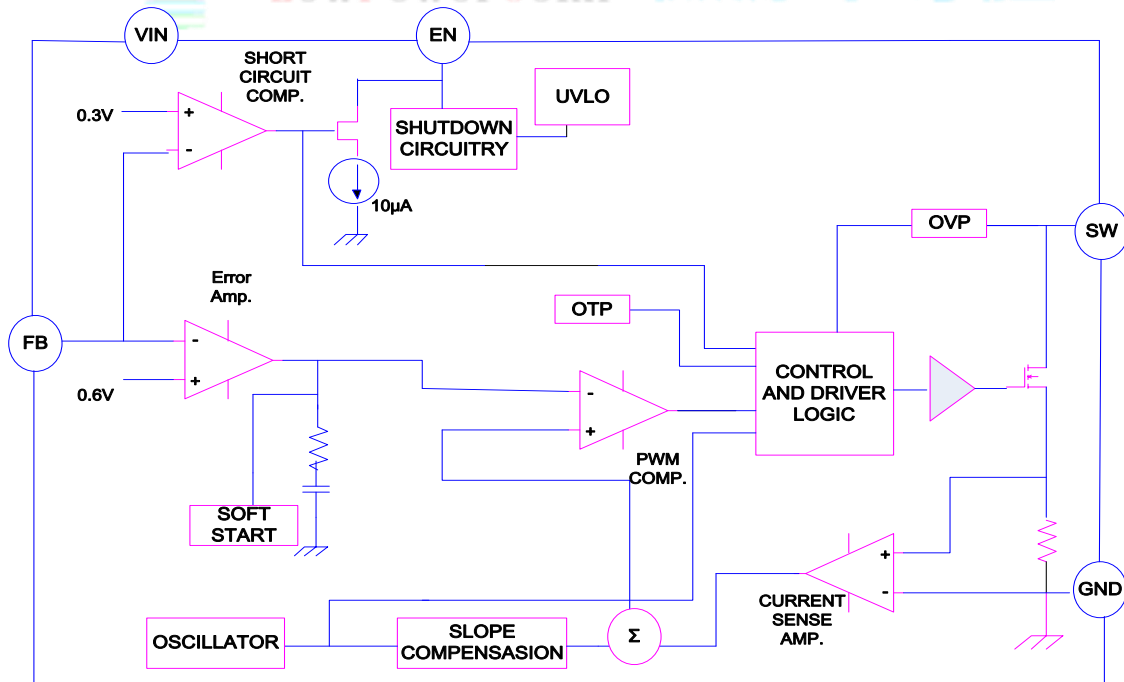 VIN
EN
SHORT
CIRCUIT
COMP.
UVLO
0.3V
+
-
SHUTDOWN
CIRCUITRY
10µA
OVP
SW
Error
Amp.
OTP
FB
-
+
0.6V
CONTROL
AND DRIVER
LOGIC
-
+
PWM
COMP.
SOFT
START
+
-
CURRENT
SENSE
AMP.
GND
OSCILLATOR
SLOPE
COMPENSASION
Σ